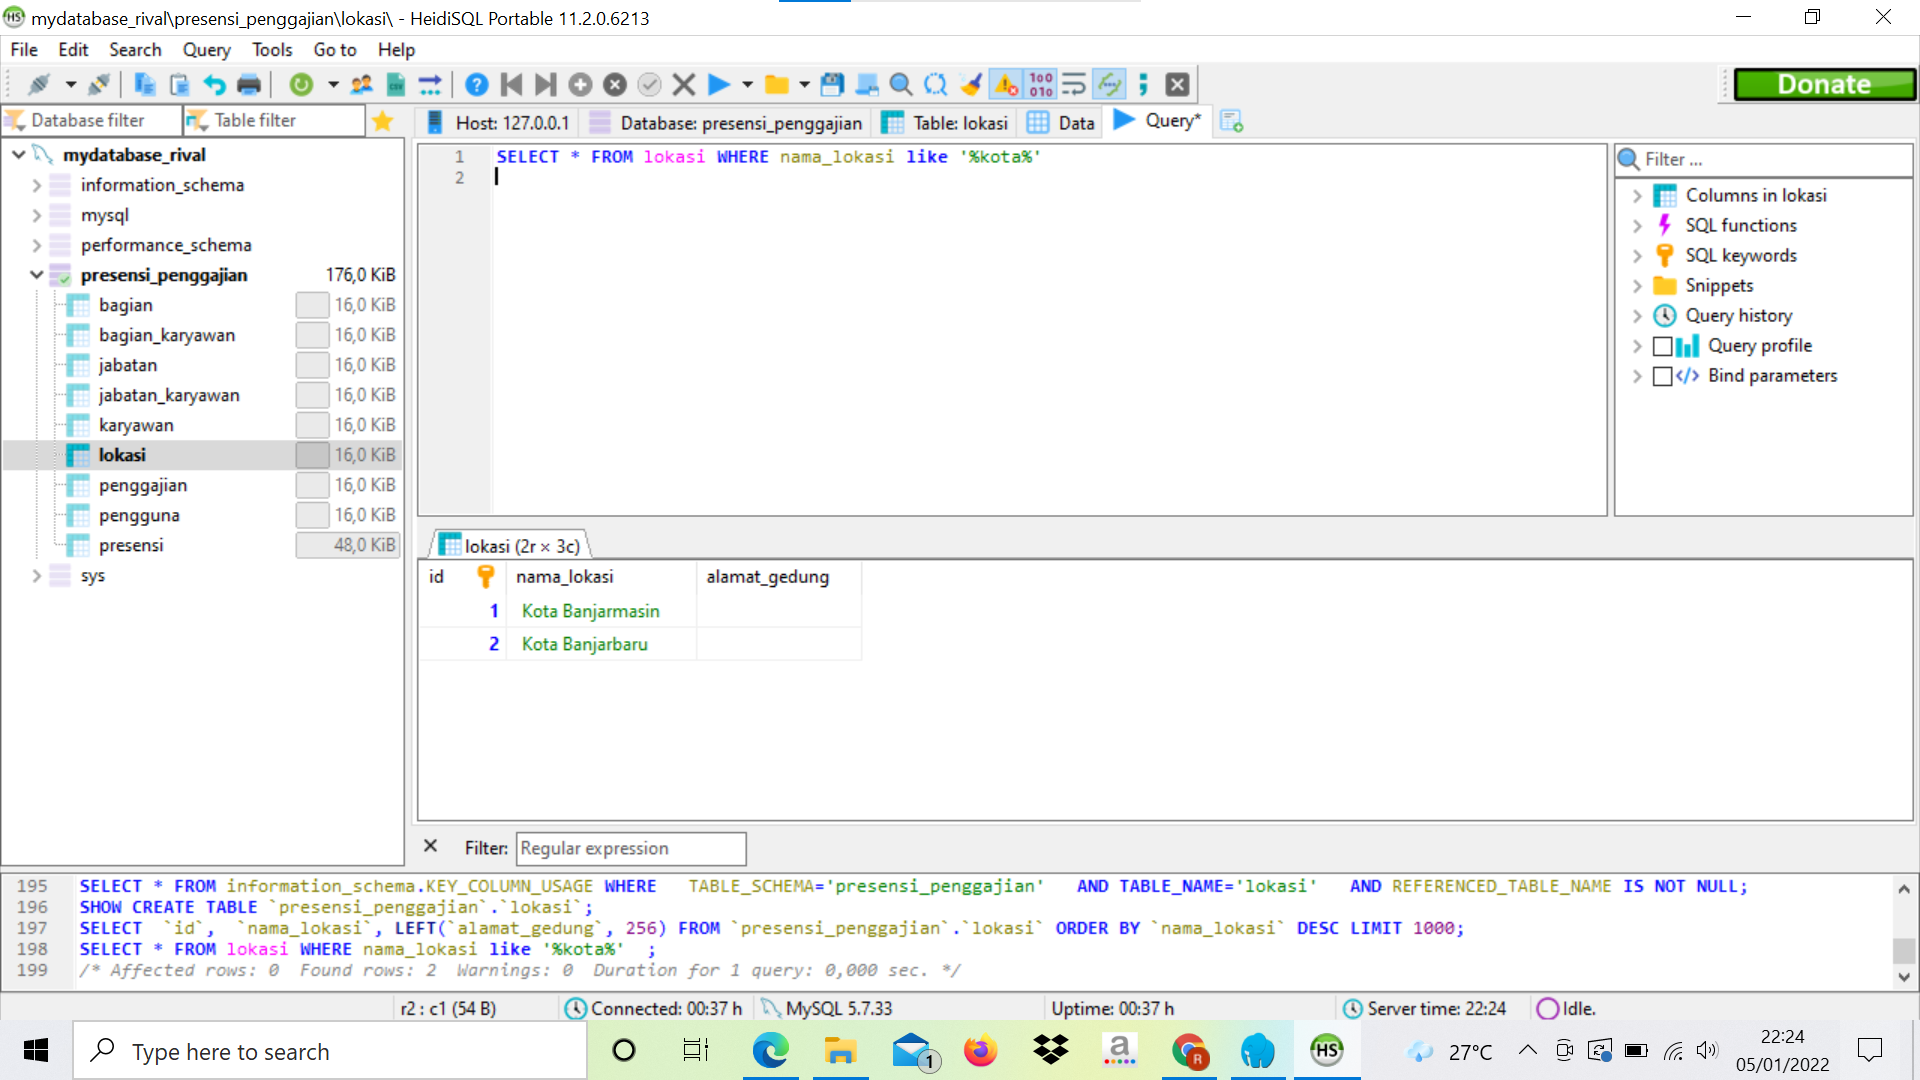 mydatabase_rival\presensi_penggajian\lokasi\ - HeidiSQL Portable 11.2.0.6213
File Edit Search Query Tools Go to Help
Donate
Database filter Table filter
Host: 127.0.0.1 Database: presensi_penggajian Table: lokasi Data Query*
mydatabase_rival
information_schema
mysql
performance_schema
presensi_penggajian 176,0 KiB
bagian 16,0 KiB
bagian_karyawan 16,0 KiB
jabatan 16,0 KiB
jabatan_karyawan 16,0 KiB
karyawan 16,0 KiB
lokasi 16,0 KiB
penggajian 16,0 KiB
pengguna 16,0 KiB
presensi 48,0 KiB
sys
1 SELECT * FROM lokasi WHERE nama_lokasi like '%kota%'
2
Filter ...
Columns in lokasi
SQL functions
SQL keywords
Snippets
Query history
Query profile
Bind parameters
lokasi (2r × 3c)
id nama_lokasi alamat_gedung
1 Kota Banjarmasin
2 Kota Banjarbaru
Filter: Regular expression
195 SELECT * FROM information_schema.KEY_COLUMN_USAGE WHERE TABLE_SCHEMA='presensi_penggajian' AND TABLE_NAME='lokasi' AND REFERENCED_TABLE_NAME IS NOT NULL;
196 SHOW CREATE TABLE `presensi_penggajian`.`lokasi`;
197 SELECT `id`, `nama_lokasi`, LEFT(`alamat_gedung`, 256) FROM `presensi_penggajian`.`lokasi` ORDER BY `nama_lokasi` DESC LIMIT 1000;
198 SELECT * FROM lokasi WHERE nama_lokasi like '%kota%' ;
199 /* Affected rows: 0 Found rows: 2 Warnings: 0 Duration for 1 query: 0,000 sec. */
r2 : c1 (54 B) Connected: 00:37 h MySQL 5.7.33 Uptime: 00:37 h Server time: 22:24 Idle.
Type here to search
1
a
R
HS
27°C
22:24
05/01/2022